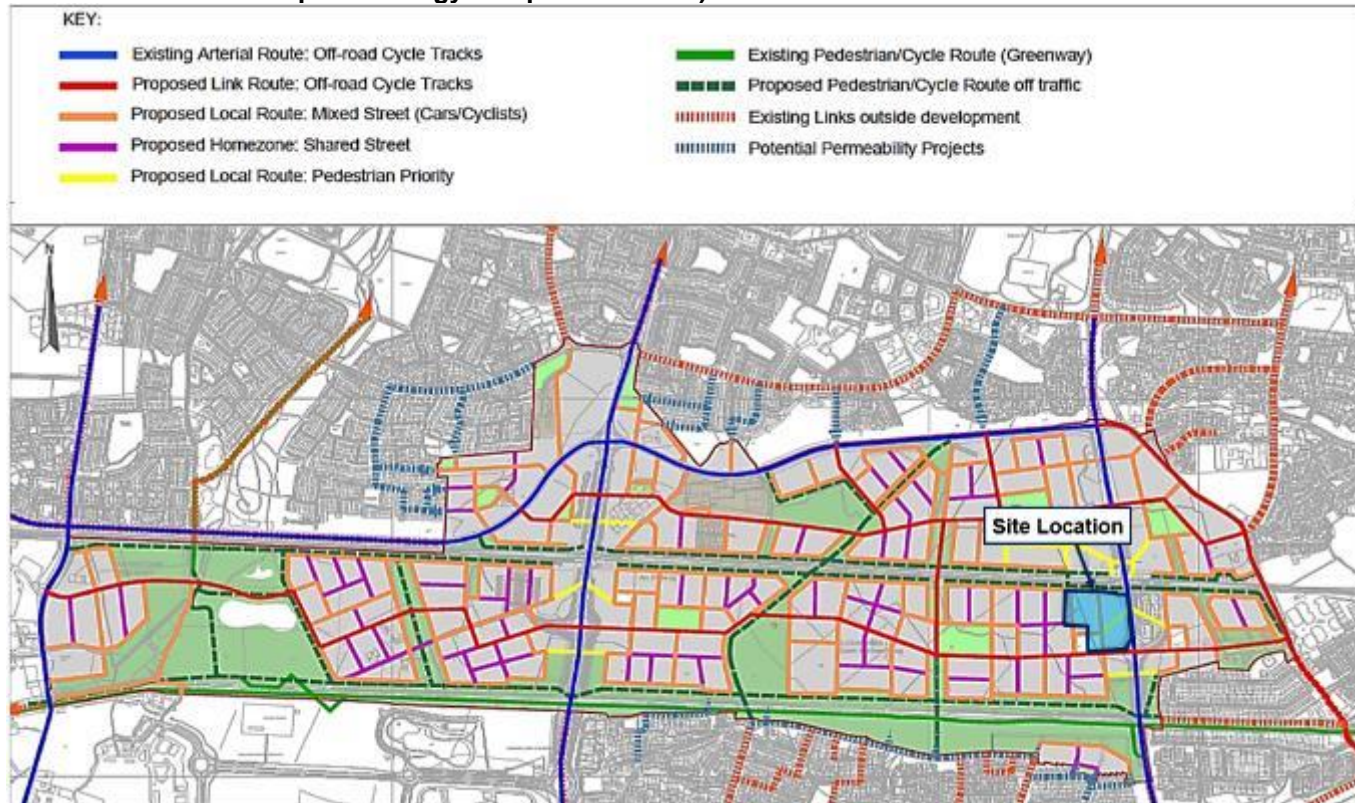 KEY:
Existing Arterial Route: Off-road Cycle Tracks
Proposed Link Route: Off-road Cycle Tracks
Proposed Local Route: Mixed Street (Cars/Cyclists)
Proposed Homezone: Shared Street
Proposed Local Route: Pedestrian Priority
Existing Pedestrian/Cycle Route (Greenway)
Proposed Pedestrian/Cycle Route off traffic
Existing Links outside development
Potential Permeability Projects
N
Site Location